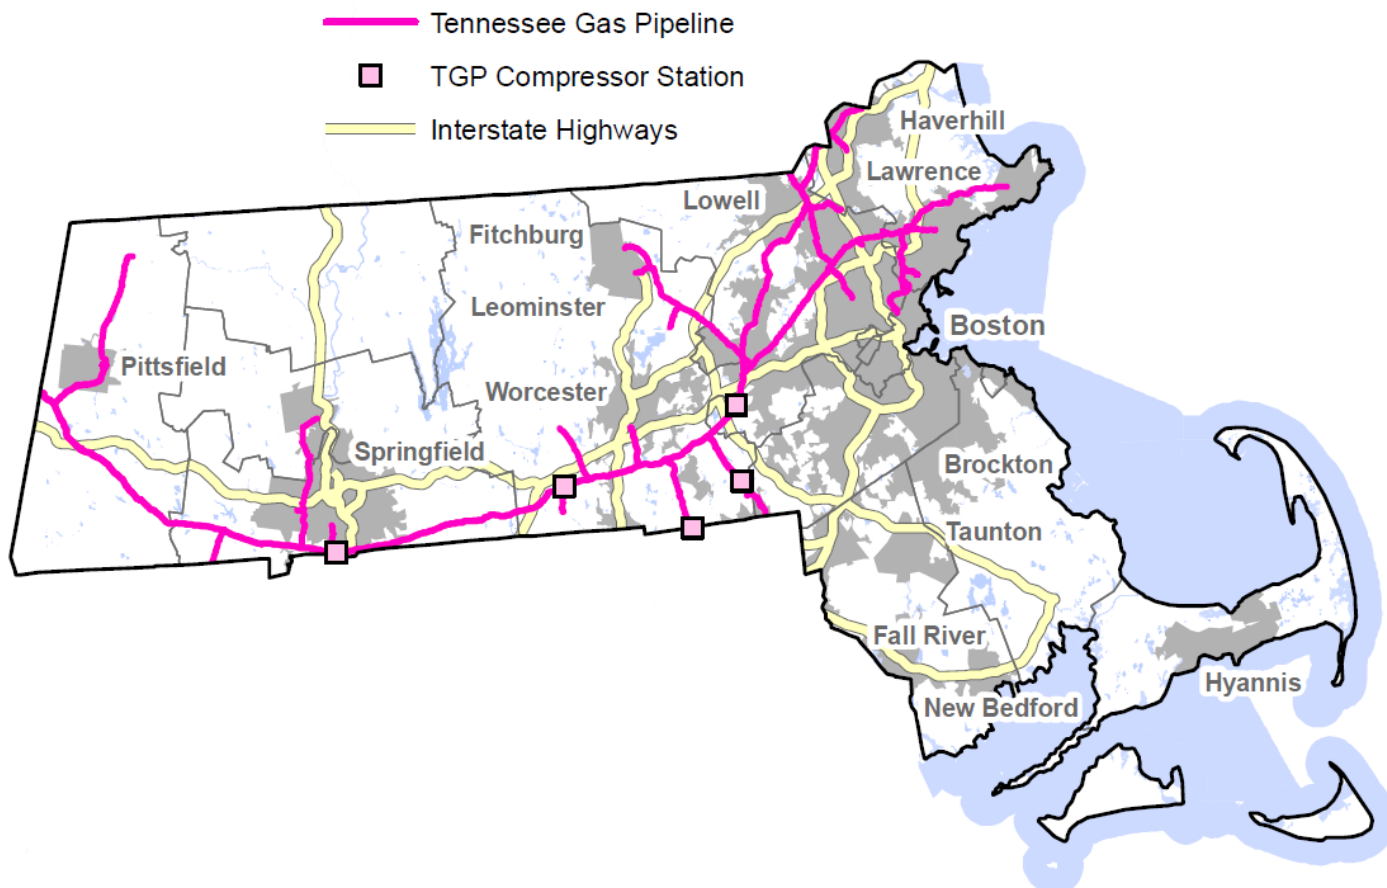 Tennessee Gas Pipeline
TGP Compressor Station
Interstate Highways
Haverhill
Lawrence
Lowell
Fitchburg
Leominster
Boston
Pittsfield
Worcester
Springfield
Brockton
Taunton
Fall River
Hyannis
New Bedford